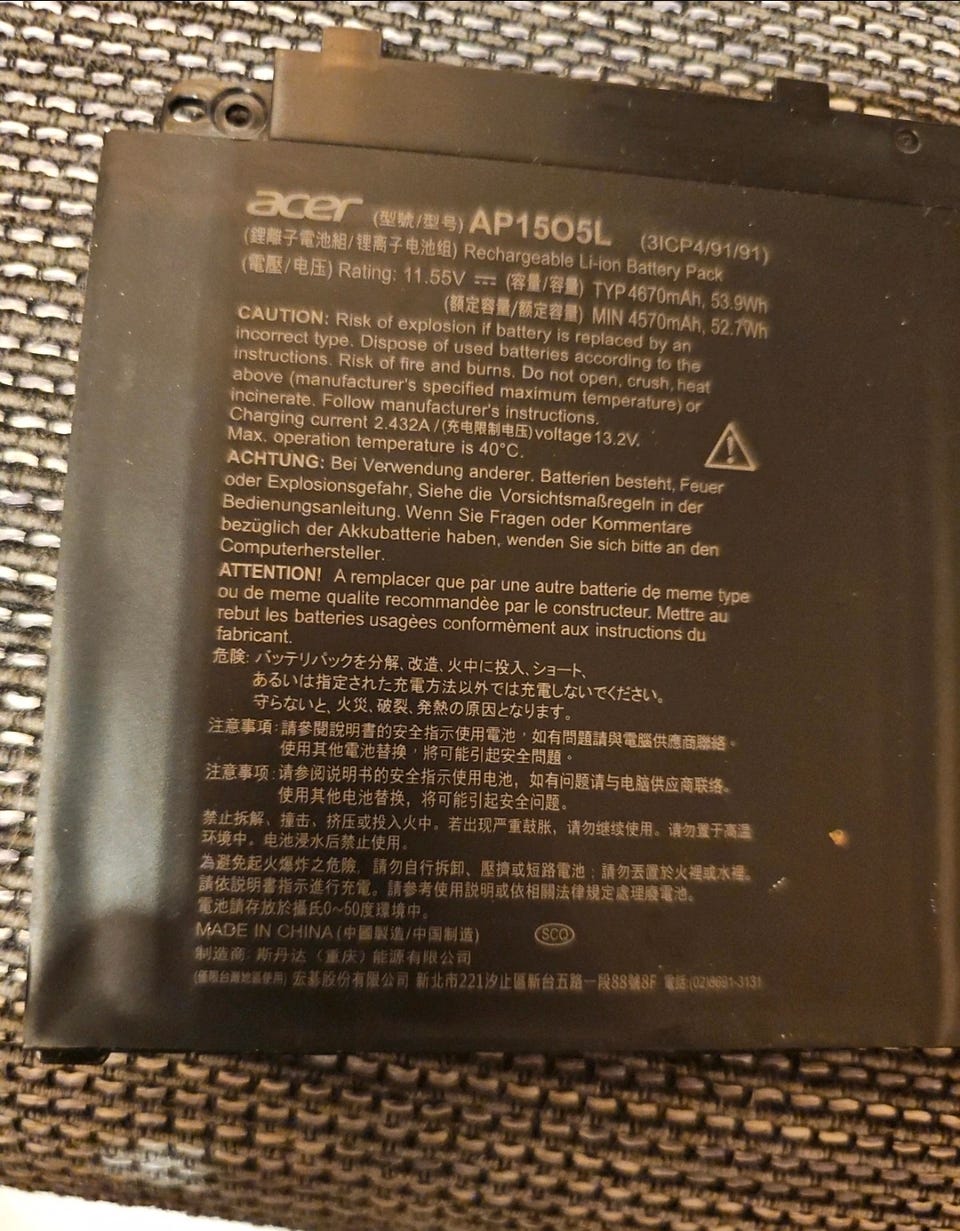 acer (型號/型号) AP15O5L (3ICP4/91/91)
(鋰離子電池組/锂离子电池组) Rechargeable Li-ion Battery Pack
(電壓/电压) Rating: 11.55V ⎓ (容量/容量) TYP 4670mAh, 53.9Wh
(額定容量/额定容量) MIN 4570mAh, 52.7Wh
CAUTION: Risk of explosion if battery is replaced by an
incorrect type. Dispose of used batteries according to the
instructions. Risk of fire and burns. Do not open, crush, heat
above (manufacturer's specified maximum temperature) or
incinerate. Follow manufacturer's instructions.
Charging current 2.432A / (充电限制电压) voltage 13.2V.
Max. operation temperature is 40°C.
ACHTUNG: Bei Verwendung anderer. Batterien besteht, Feuer
oder Explosionsgefahr, Siehe die Vorsichtsmaßregeln in der
Bedienungsanleitung. Wenn Sie Fragen oder Kommentare
bezüglich der Akkubatterie haben, wenden Sie sich bitte an den
Computerhersteller.
ATTENTION! A remplacer que par une autre batterie de meme type
ou de meme qualite recommandèe par le constructeur. Mettre au
rebut les batteries usagèes conformèment aux instructions du
fabricant.
危険: バッテリパックを分解、改造、火中に投入、ショート、
あるいは指定された充電方法以外では充電しないでください。
守らないと、火災、破裂、発熱の原因となります。
注意事項:請參閱說明書的安全指示使用電池,如有問題請與電腦供應商聯絡。
使用其他電池替換,將可能引起安全問題。
注意事项:请参阅说明书的安全指示使用电池, 如有问题请与电脑供应商联络。
使用其他电池替换, 将可能引起安全问题。
禁止拆解、撞击、挤压或投入火中。若出现严重鼓胀, 请勿继续使用。请勿置于高温
环境中。电池浸水后禁止使用。
為避免起火爆炸之危險, 請勿自行拆卸、壓擠或短路電池;請勿丟置於火裡或水裡。
請依說明書指示進行充電。請參考使用説明或依相關法律規定處理廢電池。
電池請存放於攝氏0~50度環境中。
MADE IN CHINA (中國製造/中国制造) SCO
制造商: 斯丹达 (重庆) 能源有限公司
(僅限台灣地區使用) 宏碁股份有限公司 新北市221汐止區新台五路一段88號8F 電話:(02)8691-3131